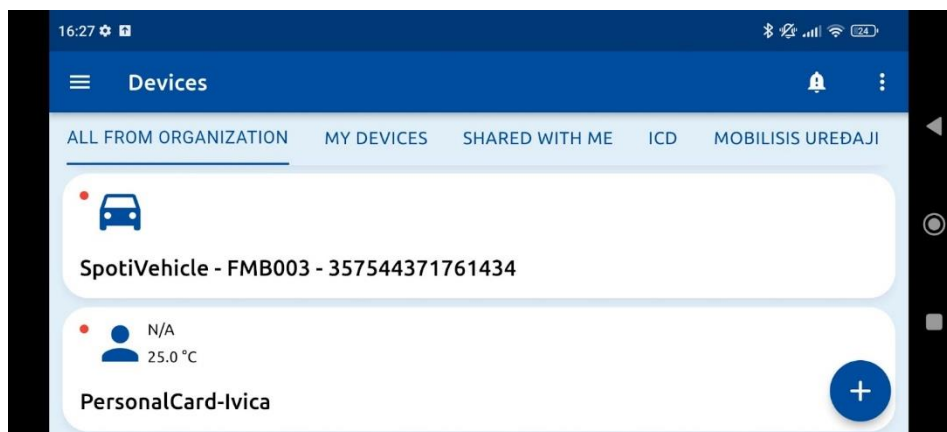 16:27
24
Devices
ALL FROM ORGANIZATION MY DEVICES SHARED WITH ME ICD MOBILISIS UREĐAJI
SpotiVehicle - FMB003 - 357544371761434
N/A
25.0 °C
PersonalCard-Ivica